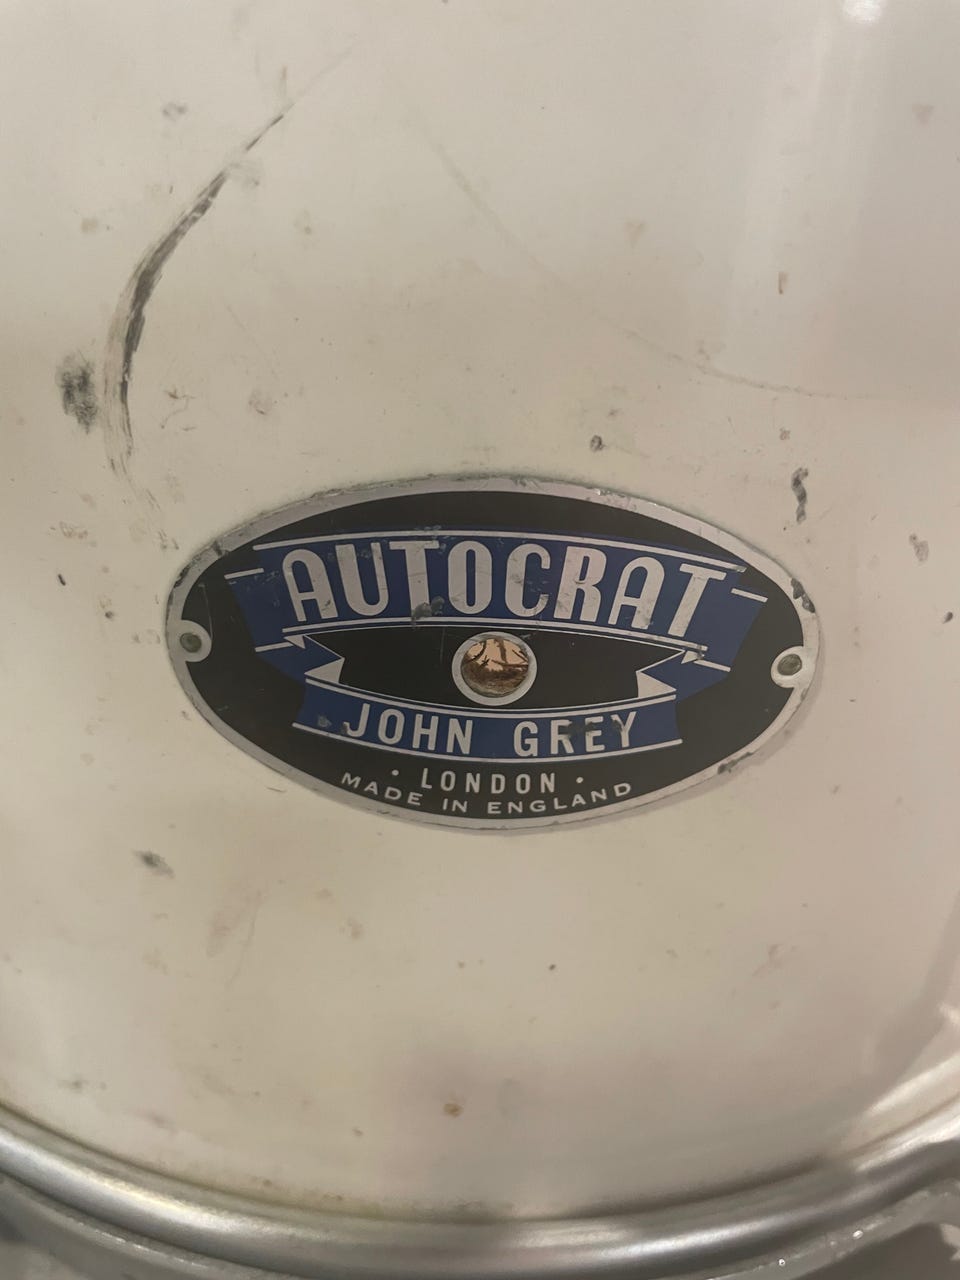 AUTOCRAT
JOHN GREY
• LONDON •
MADE IN ENGLAND